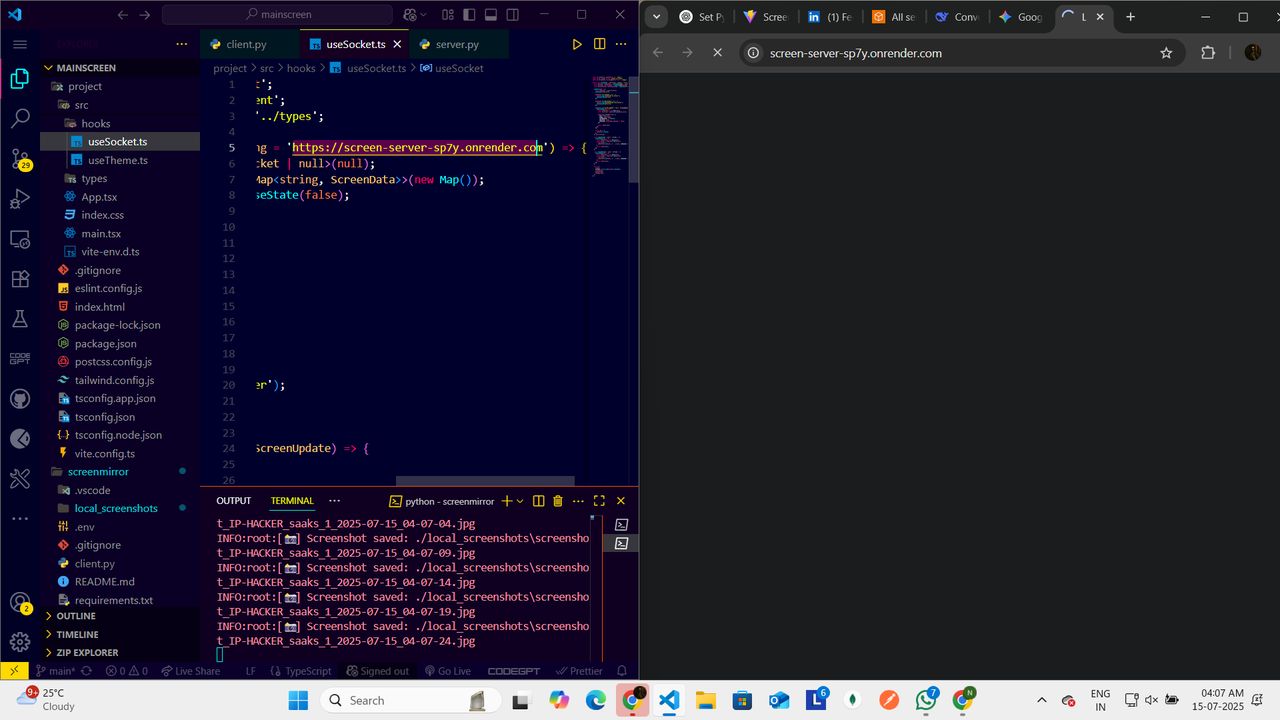 mainscreen
EXPLORER
MAINSCREEN
project
src
hooks
useSocket.ts
useTheme.ts
types
App.tsx
index.css
main.tsx
vite-env.d.ts
.gitignore
eslint.config.js
index.html
package-lock.json
package.json
postcss.config.js
tailwind.config.js
tsconfig.app.json
tsconfig.json
tsconfig.node.json
vite.config.ts
screenmirror
.vscode
local_screenshots
.env
.gitignore
client.py
README.md
requirements.txt
OUTLINE
TIMELINE
ZIP EXPLORER
29
CODE
GPT
2
client.py
useSocket.ts
server.py
project > src > hooks > useSocket.ts > useSocket
1 t';
2 ent';
3 '../types';
4
5 ng = 'https://screen-server-sp7y.onrender.com') => {
6 cket | null>(null);
7 Map<string, ScreenData>>(new Map());
8 seState(false);
9
10
11
12
13
14
15
16
17
18
19
20 er');
21
22
23
24 ScreenUpdate) => {
25
26
OUTPUT TERMINAL python - screenmirror
t_IP-HACKER_saaks_1_2025-07-15_04-07-04.jpg
INFO:root:[📸] Screenshot saved: ./local_screenshots\screensho
t_IP-HACKER_saaks_1_2025-07-15_04-07-09.jpg
INFO:root:[📸] Screenshot saved: ./local_screenshots\screensho
t_IP-HACKER_saaks_1_2025-07-15_04-07-14.jpg
INFO:root:[📸] Screenshot saved: ./local_screenshots\screensho
t_IP-HACKER_saaks_1_2025-07-15_04-07-19.jpg
INFO:root:[📸] Screenshot saved: ./local_screenshots\screensho
t_IP-HACKER_saaks_1_2025-07-15_04-07-24.jpg
main* 0 0 Live Share LF TypeScript Signed out Go Live CODEGPT Prettier
Set P Scree (1) Fe All se Conv Goog L
screen-server-sp7y.onrender.com
9+
25°C
Cloudy
Search
L 6
7
N
ENG
IN
04:07 AM
15-07-2025